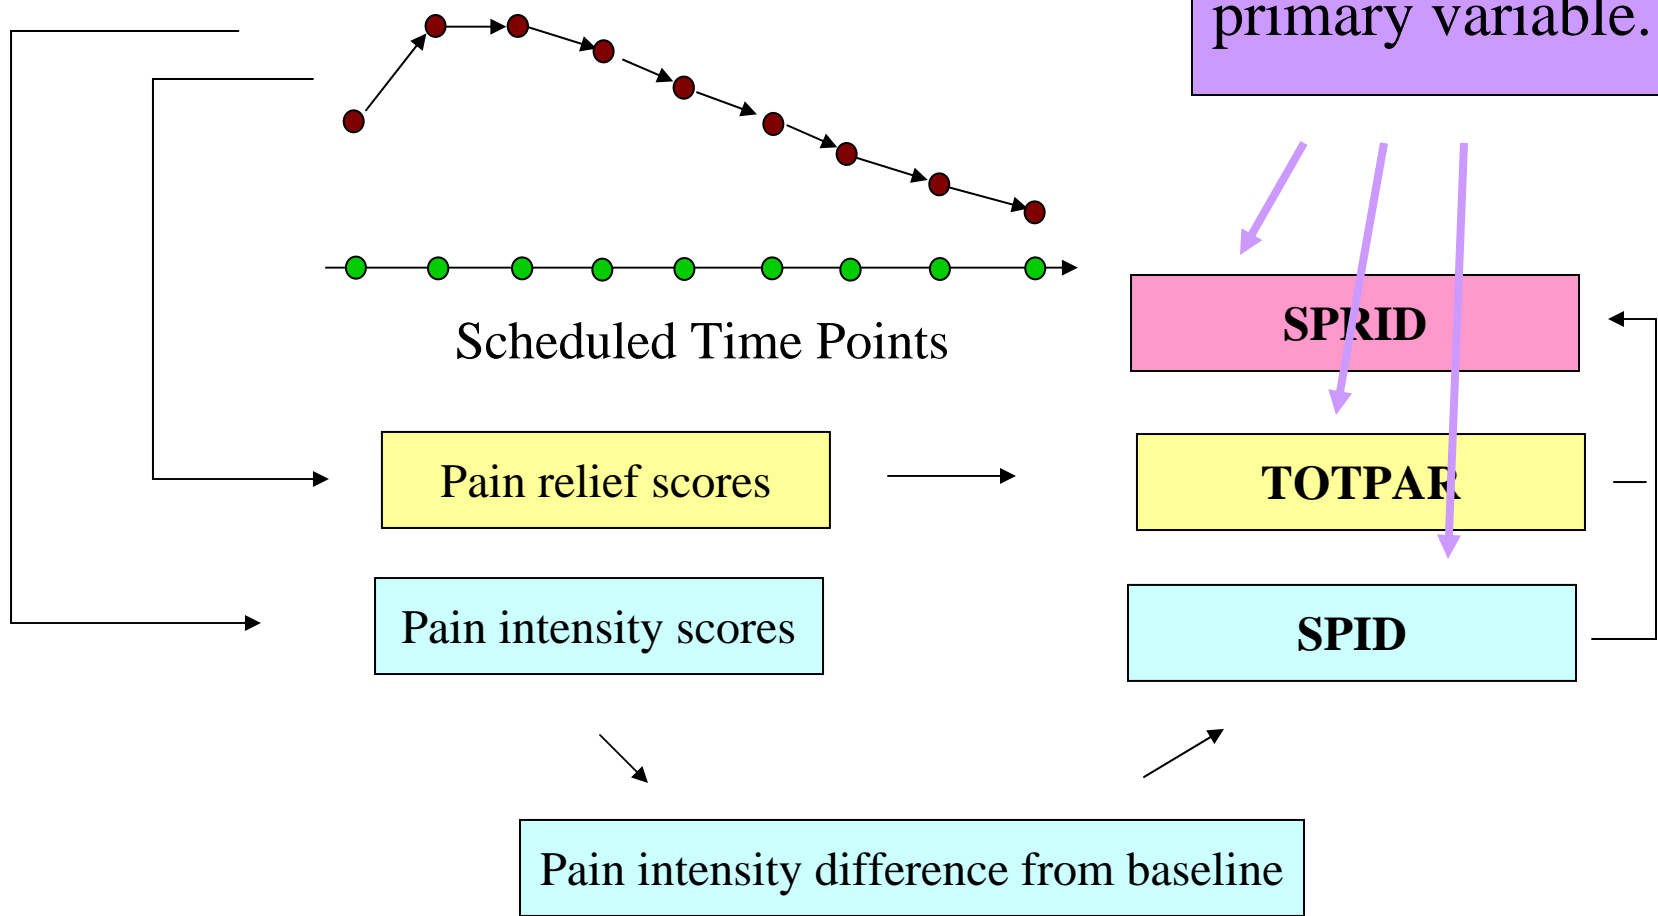 primary variable.
SPRID
Scheduled Time Points
Pain relief scores
TOTPAR
Pain intensity scores
SPID
Pain intensity difference from baseline